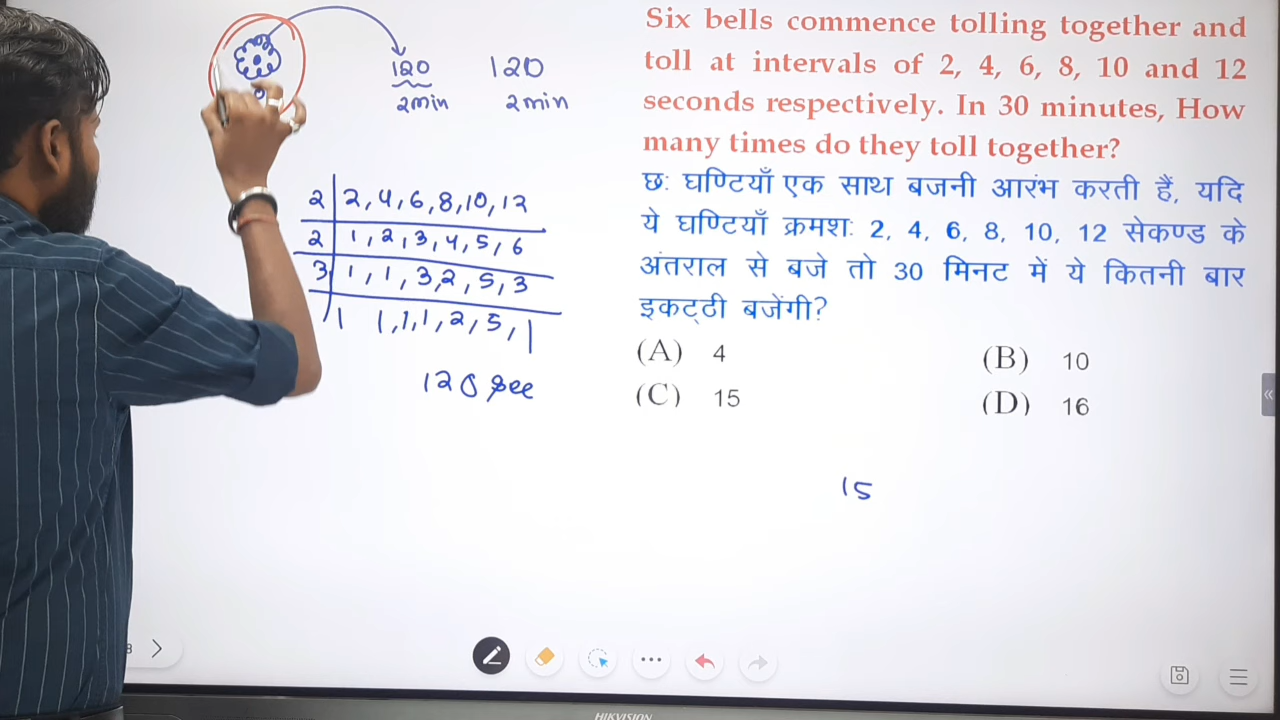 120 120
2min 2min
2 2, 4, 6, 8, 10, 12
2 1, 2, 3, 4, 5, 6
3 1, 1, 3, 2, 5, 3
1 1, 1, 1, 2, 5, 1
120 sec
Six bells commence tolling together and
toll at intervals of 2, 4, 6, 8, 10 and 12
seconds respectively. In 30 minutes, How
many times do they toll together?
छः घण्टियाँ एक साथ बजनी आरंभ करती हैं, यदि
ये घण्टियाँ क्रमशः 2, 4, 6, 8, 10, 12 सेकण्ड के
अंतराल से बजे तो 30 मिनट में ये कितनी बार
इकट्ठी बजेंगी?
(A) 4 (B) 10
(C) 15 (D) 16
15
8
HIKVISION